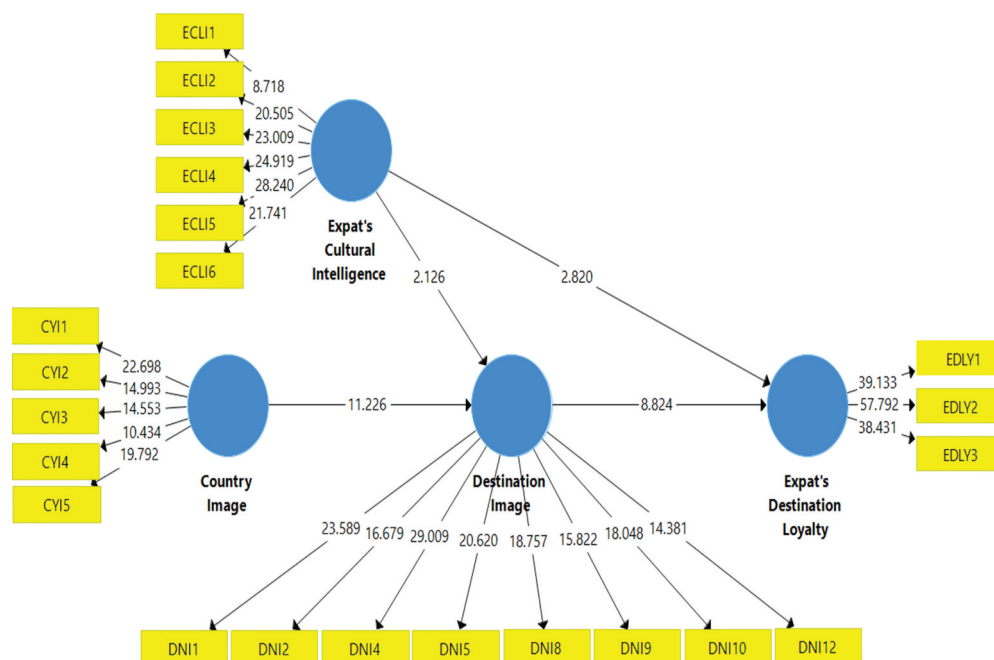 ECLI1
8.718
ECLI2
20.505
ECLI3
23.009
24.919
ECLI4
28.240
21.741
ECLI5
ECLI6
Expat's
Cultural
Intelligence
2.126
2.820
CYI1
22.698
CYI2
14.993
CYI3
14.553
10.434
CYI4
19.792
CYI5
Country
Image
11.226
Destination
Image
8.824
Expat's
Destination
Loyalty
39.133
EDLY1
57.792
EDLY2
38.431
EDLY3
23.589
16.679
29.009
20.620
18.757
15.822
18.048
14.381
DNI1
DNI2
DNI4
DNI5
DNI8
DNI9
DNI10
DNI12